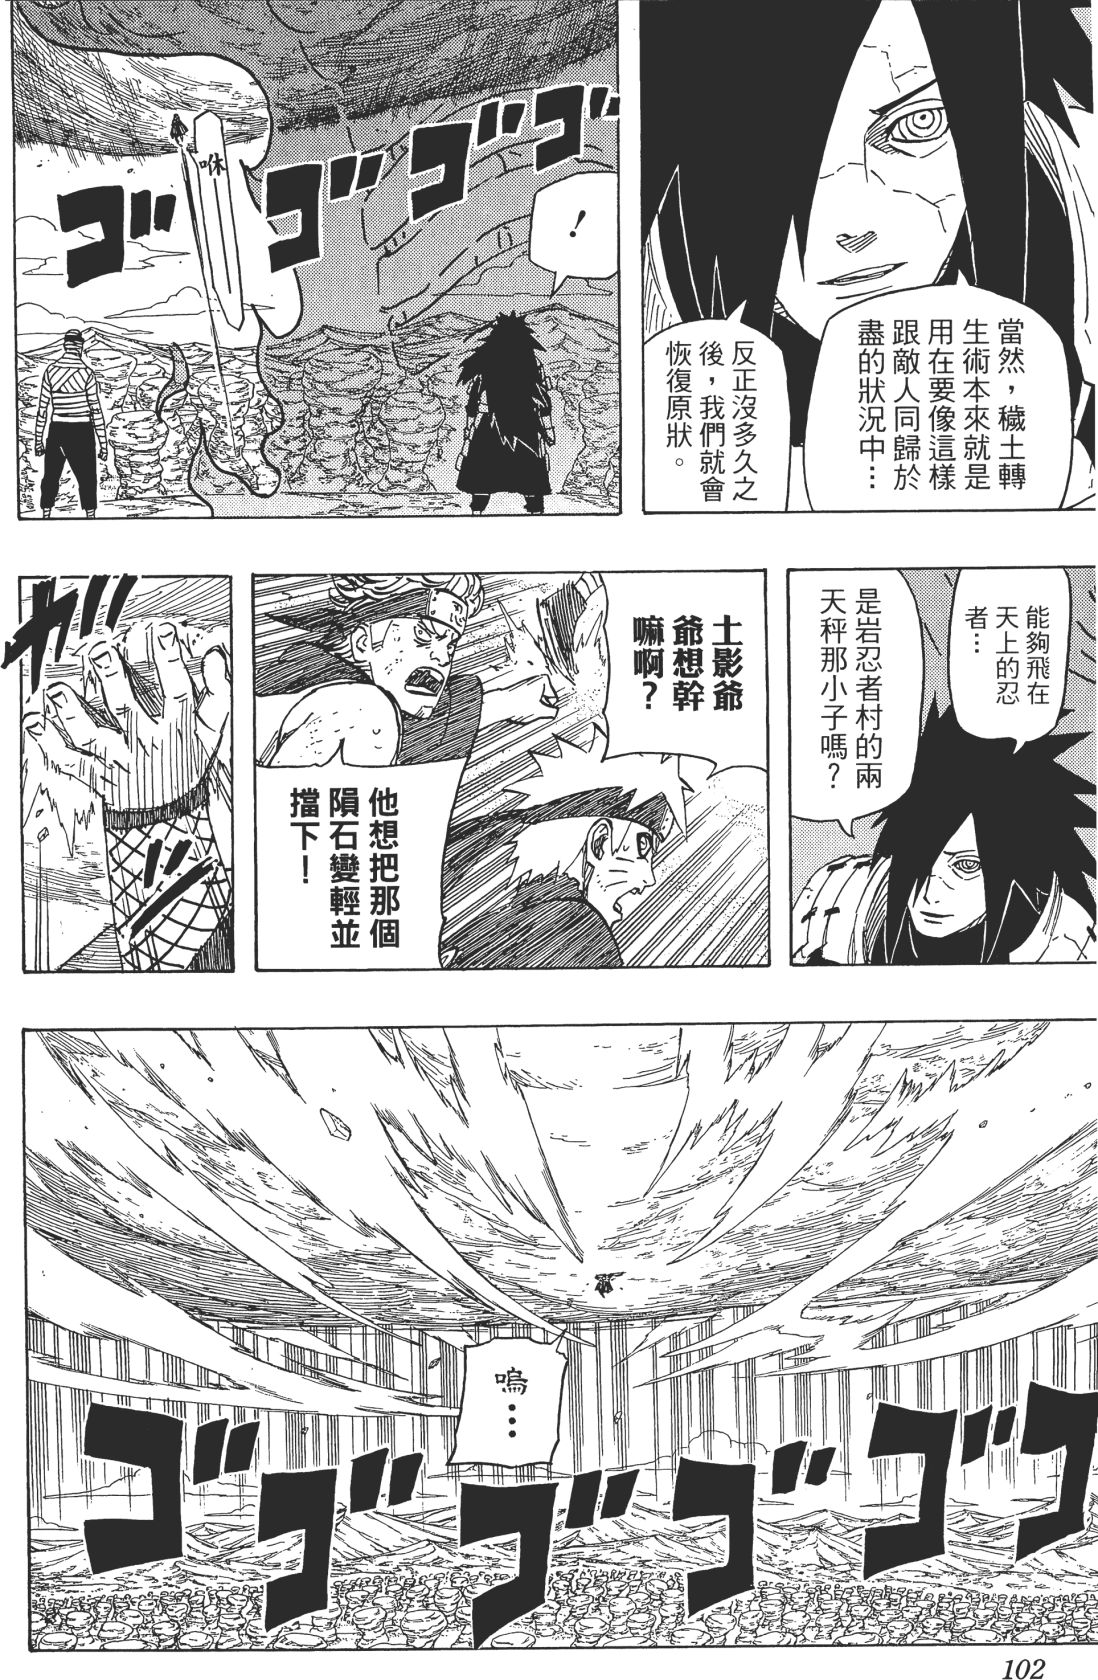 當然，穢土轉
生術本來就是
用在要像這樣
跟敵人同歸於
盡的狀況中…
反正沒多久之
後，我們就會
恢復原狀。
ゴゴゴゴ
！
咻
能夠飛在
天上的忍
者…
是岩忍者村的兩
天秤那小子嗎？
土影爺
爺想幹
嘛啊？
他想把那個
隕石變輕並
擋下！
ガガ
嗚…
ゴゴゴゴゴゴ
102